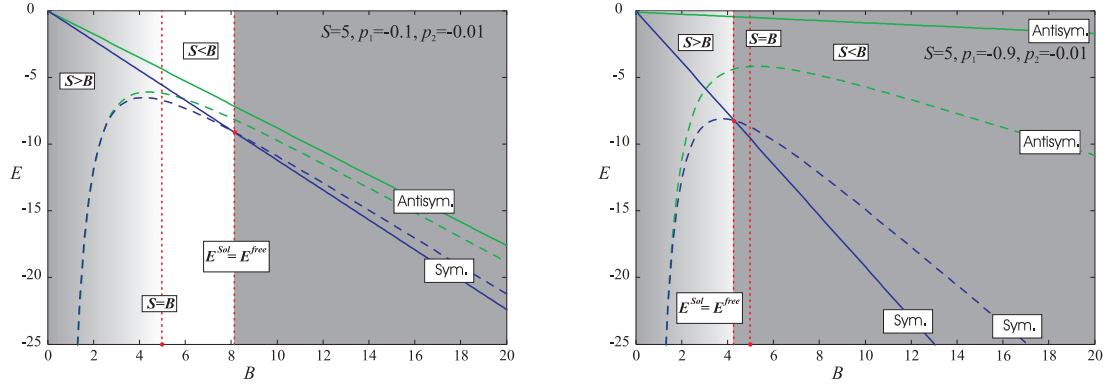 0
-5
-10
-15
-20
-25
E
0 2 4 6 8 10 12 14 16 18 20
B
S=5, p₁=-0.1, p₂=-0.01
S>B
S<B
Antisym.
E^Sol = E^free
Sym.
S=B
0
-5
-10
-15
-20
-25
E
0 2 4 6 8 10 12 14 16 18 20
B
Antisym.
S>B
S=B
S<B
S=5, p₁=-0.9, p₂=-0.01
Antisym.
E^Sol = E^free
Sym.
Sym.